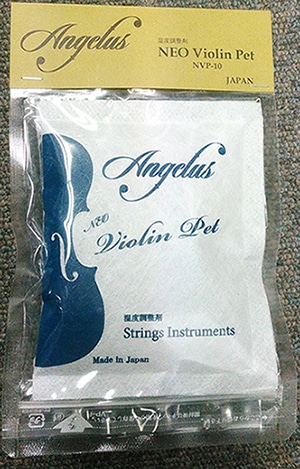 Angelus
湿度調整剤
NEO Violin Pet
NVP-10
JAPAN
Angelus
NEO
Violin Pet
湿度調整剤
Strings Instruments
Made in Japan